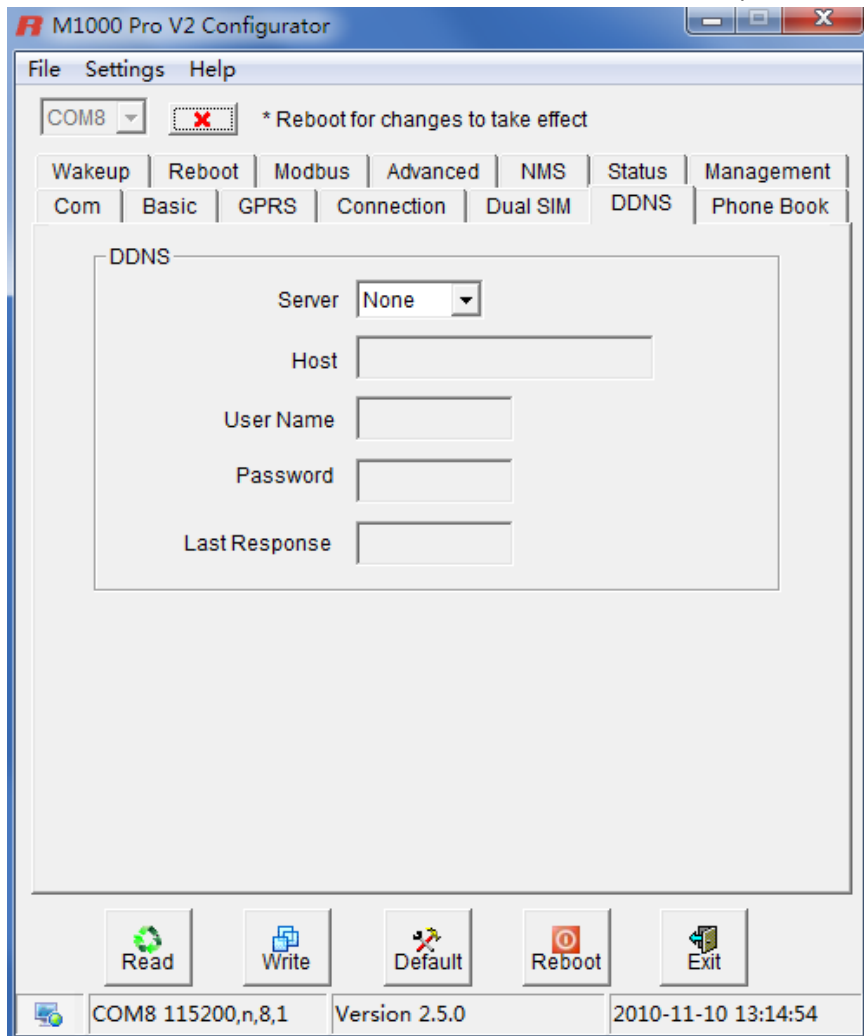 M1000 Pro V2 Configurator
File Settings Help
COM8 * Reboot for changes to take effect
Wakeup Reboot Modbus Advanced NMS Status Management
Com Basic GPRS Connection Dual SIM DDNS Phone Book
DDNS
Server None
Host
User Name
Password
Last Response
Read Write Default Reboot Exit
COM8 115200,n,8,1 Version 2.5.0 2010-11-10 13:14:54